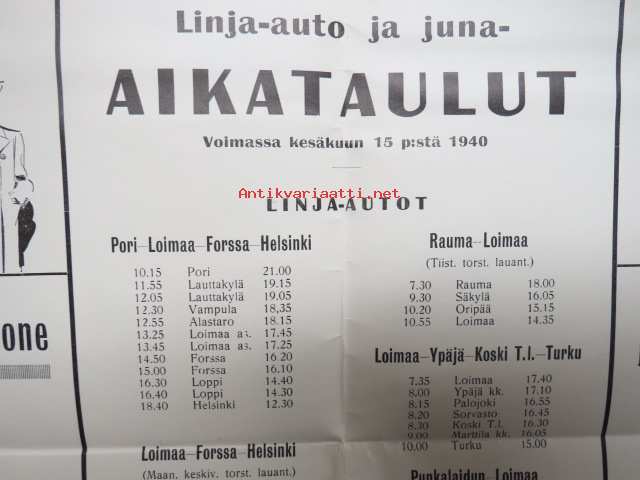 Linja-auto ja juna-
AIKATAULUT
Voimassa kesäkuun 15 p:stä 1940
Antikvariaatti.net
LINJA-AUTOT
Pori–Loimaa–Forssa–Helsinki
10.15 Pori 21.00
11.55 Lauttakylä 19.15
12.05 Lauttakylä 19.05
12.30 Vampula 18,35
12.55 Alastaro 18.15
13.25 Loimaa as. 17.45
13.45 Loimaa as. 17.25
14.50 Forssa 16 20
15.00 Forssa 16.10
16.30 Loppi 14.40
16.40 Loppi 14.30
18.40 Helsinki 12.30
Loimaa–Forssa–Helsinki
(Maan. keskiv. torst. lauant.)
Rauma–Loimaa
(Tiist. torst. lauant.)
7.30 Rauma 18.00
9.30 Säkylä 16.05
10.20 Oripää 15.15
10.55 Loimaa 14.35
Loimaa–Ypäjä–Koski T.l.–Turku
7.35 Loimaa 17.40
8.00 Ypäjä kk. 17.10
8.15 Palojoki 16.55
8.20 Sorvasto 16.45
8.30 Koski T.l. 16.30
9.00 Marttila kk. 16.05
10.00 Turku 15.00
Punkalaidun Loimaa
one